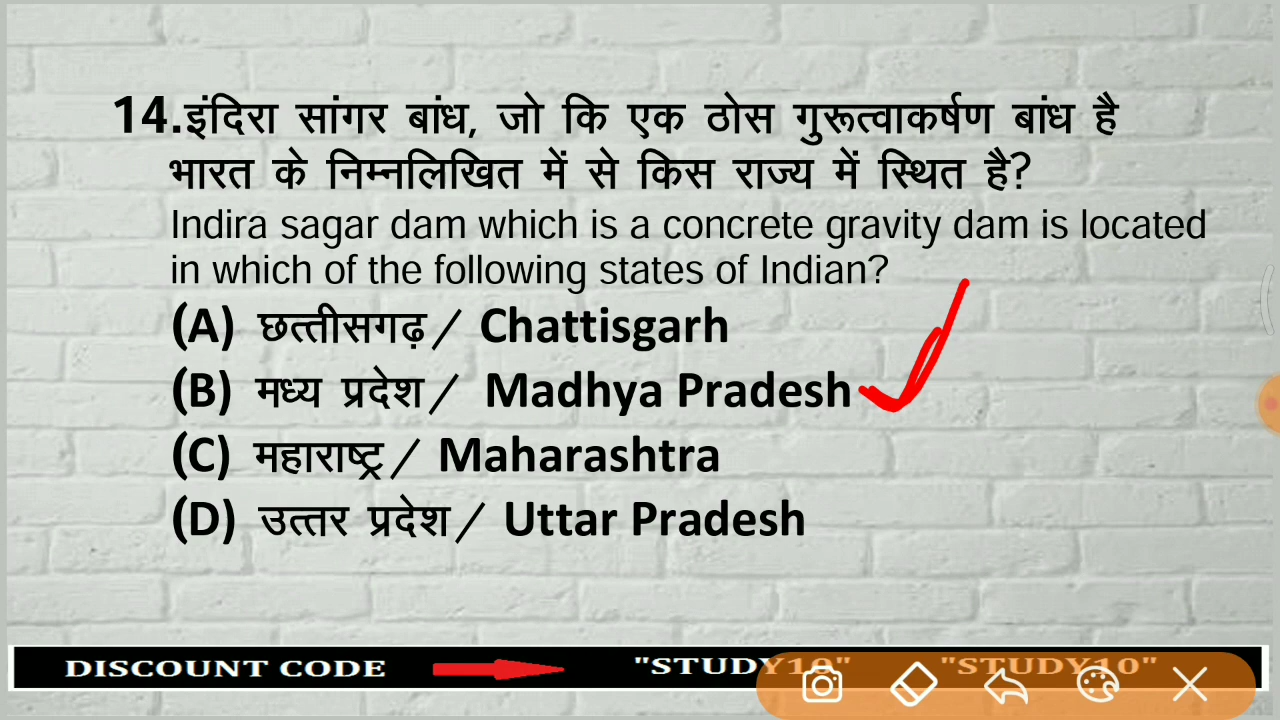 14.इंदिरा सांगर बांध, जो कि एक ठोस गुरूत्वाकर्षण बांध है
भारत के निम्नलिखित में से किस राज्य में स्थित है?
Indira sagar dam which is a concrete gravity dam is located
in which of the following states of Indian?
(A) छत्तीसगढ़/ Chattisgarh
(B) मध्य प्रदेश/ Madhya Pradesh
(C) महाराष्ट्र/ Maharashtra
(D) उत्तर प्रदेश/ Uttar Pradesh
DISCOUNT CODE "STUDY10" "STUDY10"